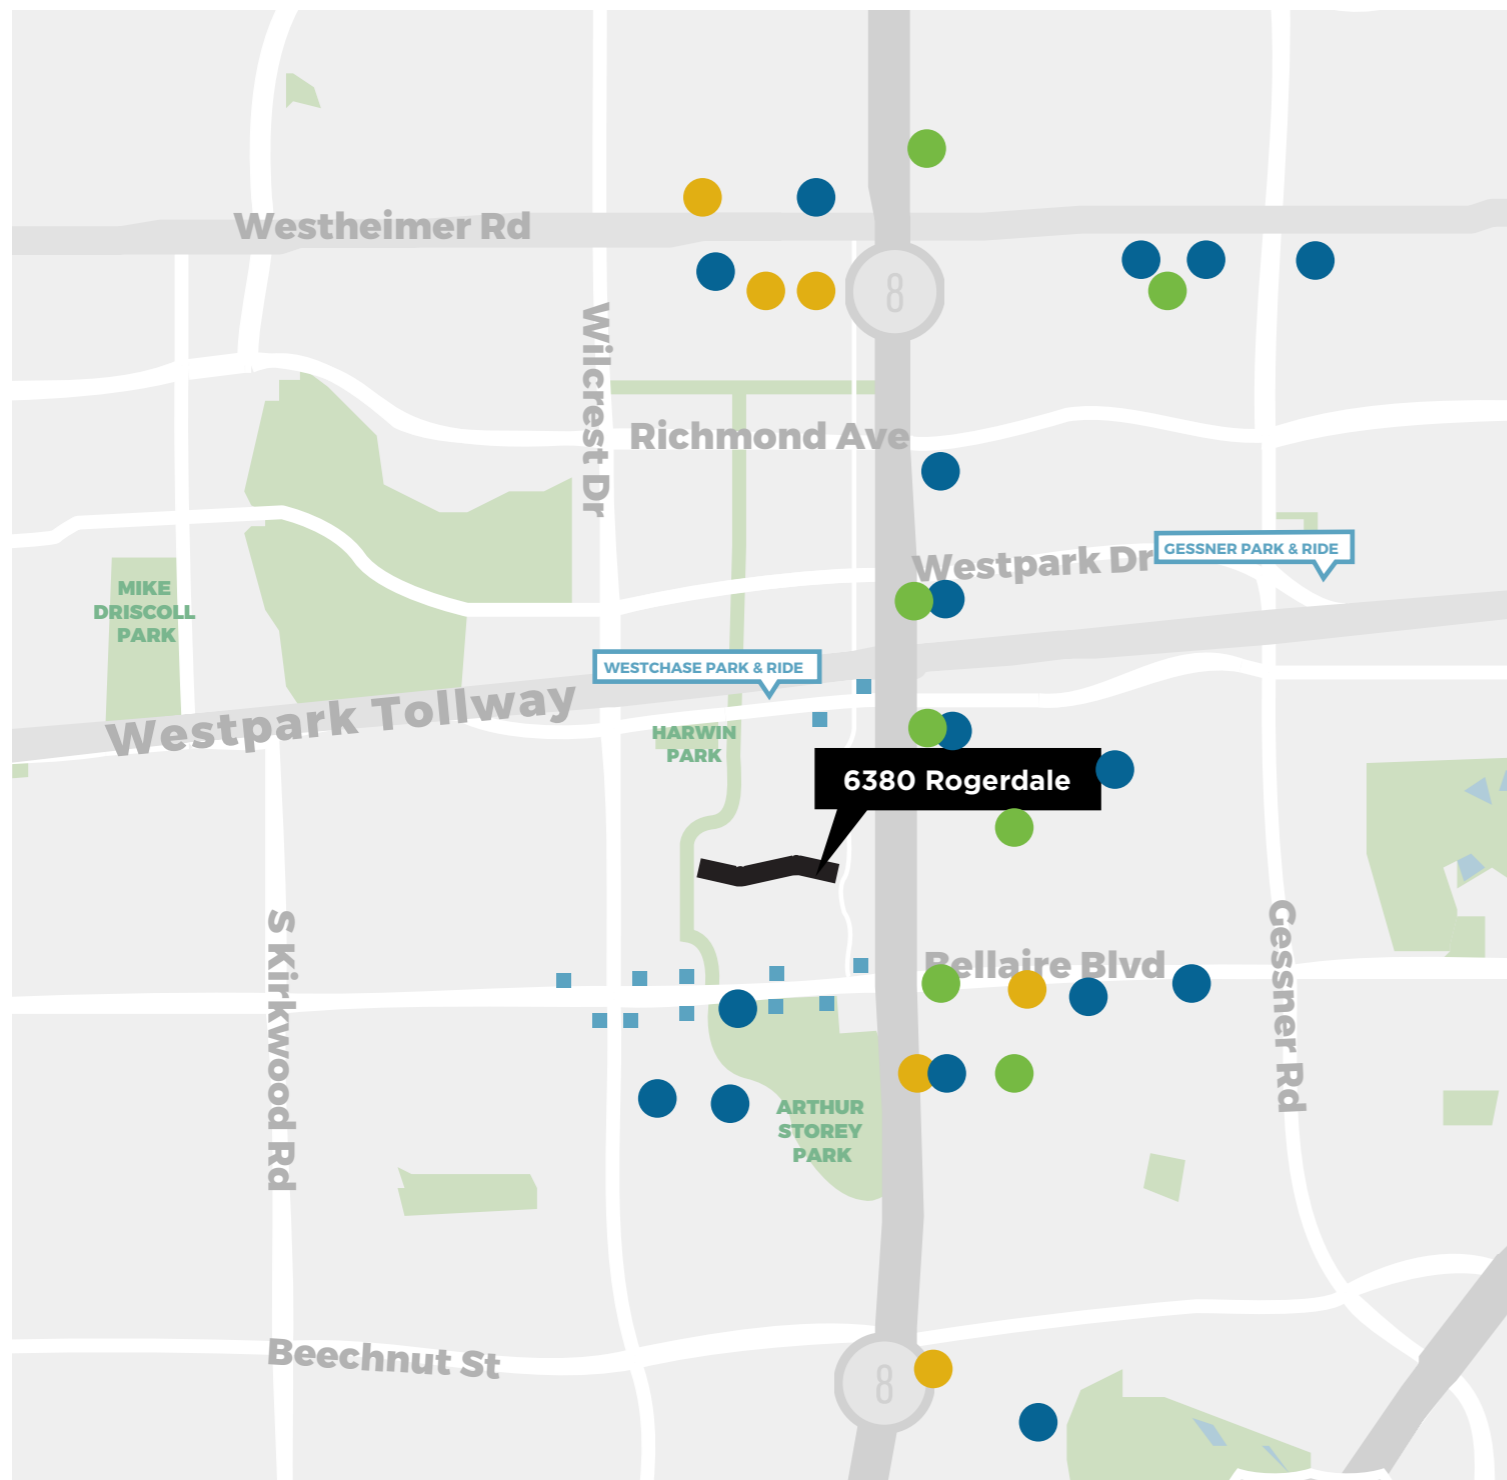 Westheimer Rd
8
Wilcrest Dr
Richmond Ave
Westpark Dr
GESSNER PARK & RIDE
MIKE
DRISCOLL
PARK
WESTCHASE PARK & RIDE
Westpark Tollway
HARWIN
PARK
6380 Rogerdale
S Kirkwood Rd
Bellaire Blvd
Gessner Rd
ARTHUR
STOREY
PARK
Beechnut St
8